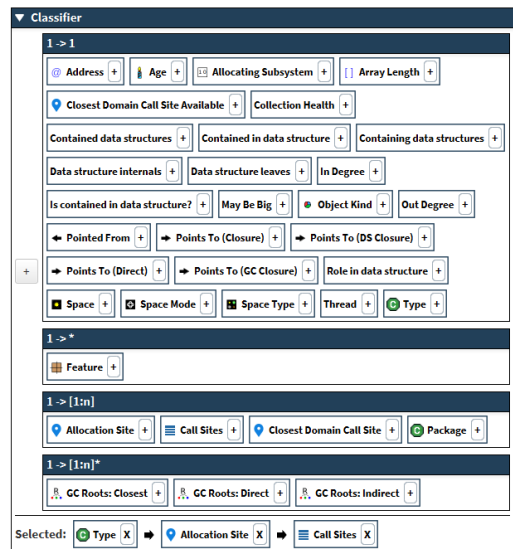 Classifier
1 -> 1
@ Address + Age + Allocating Subsystem + [ ] Array Length +
Closest Domain Call Site Available + Collection Health +
Contained data structures + Contained in data structure + Containing data structures +
Data structure internals + Data structure leaves + In Degree +
Is contained in data structure? + May Be Big + Object Kind + Out Degree +
Pointed From + Points To (Closure) + Points To (DS Closure) +
+ Points To (Direct) + Points To (GC Closure) + Role in data structure +
Space + Space Mode + Space Type + Thread + C Type +
1 -> *
Feature +
1 -> [1:n]
Allocation Site + Call Sites + Closest Domain Call Site + C Package +
1 -> [1:n]*
R GC Roots: Closest + R GC Roots: Direct + R GC Roots: Indirect +
Selected: C Type X Allocation Site X Call Sites X